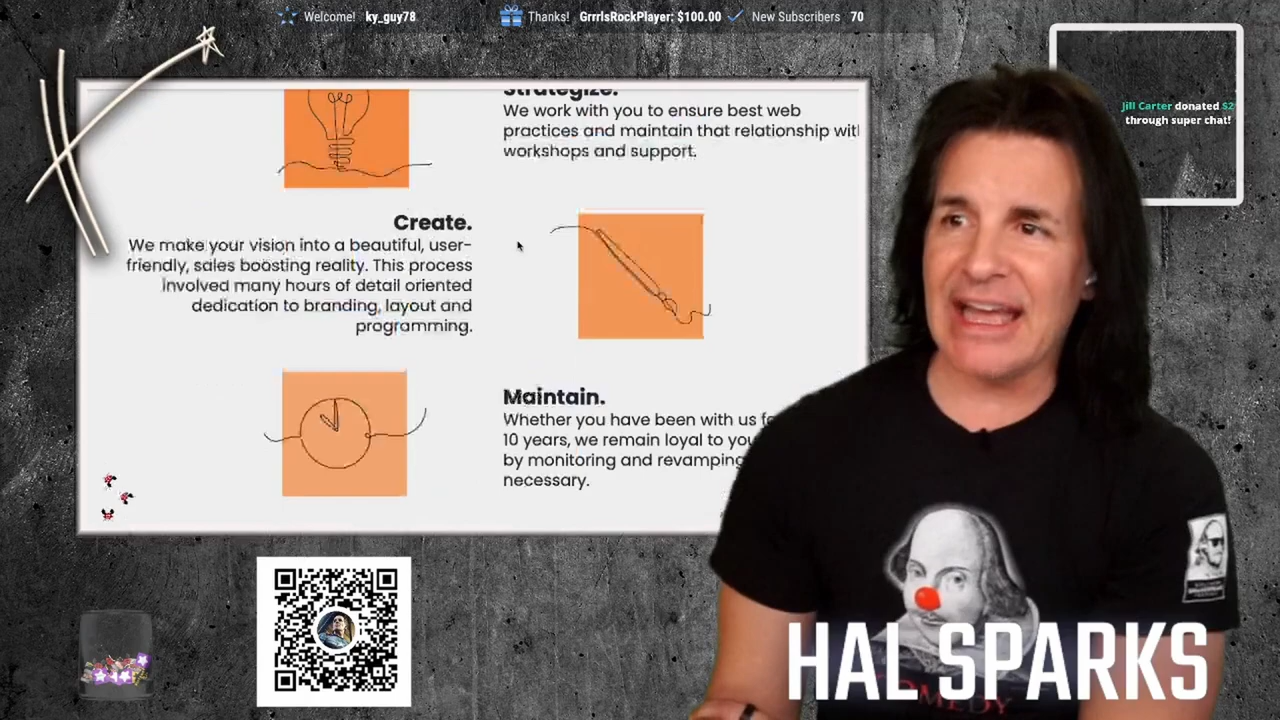 Welcome! ky_guy78
Thanks! GrrrlsRockPlayer: $100.00
New Subscribers 70
Jill Carter donated $2
through super chat!
Strategize.
We work with you to ensure best web
practices and maintain that relationship with
workshops and support.
Create.
We make your vision into a beautiful, user-
friendly, sales boosting reality. This process
involved many hours of detail oriented
dedication to branding, layout and
programming.
Maintain.
Whether you have been with us
10 years, we remain loyal to you
by monitoring and revamping
necessary.
HAL SPARKS
COMEDY